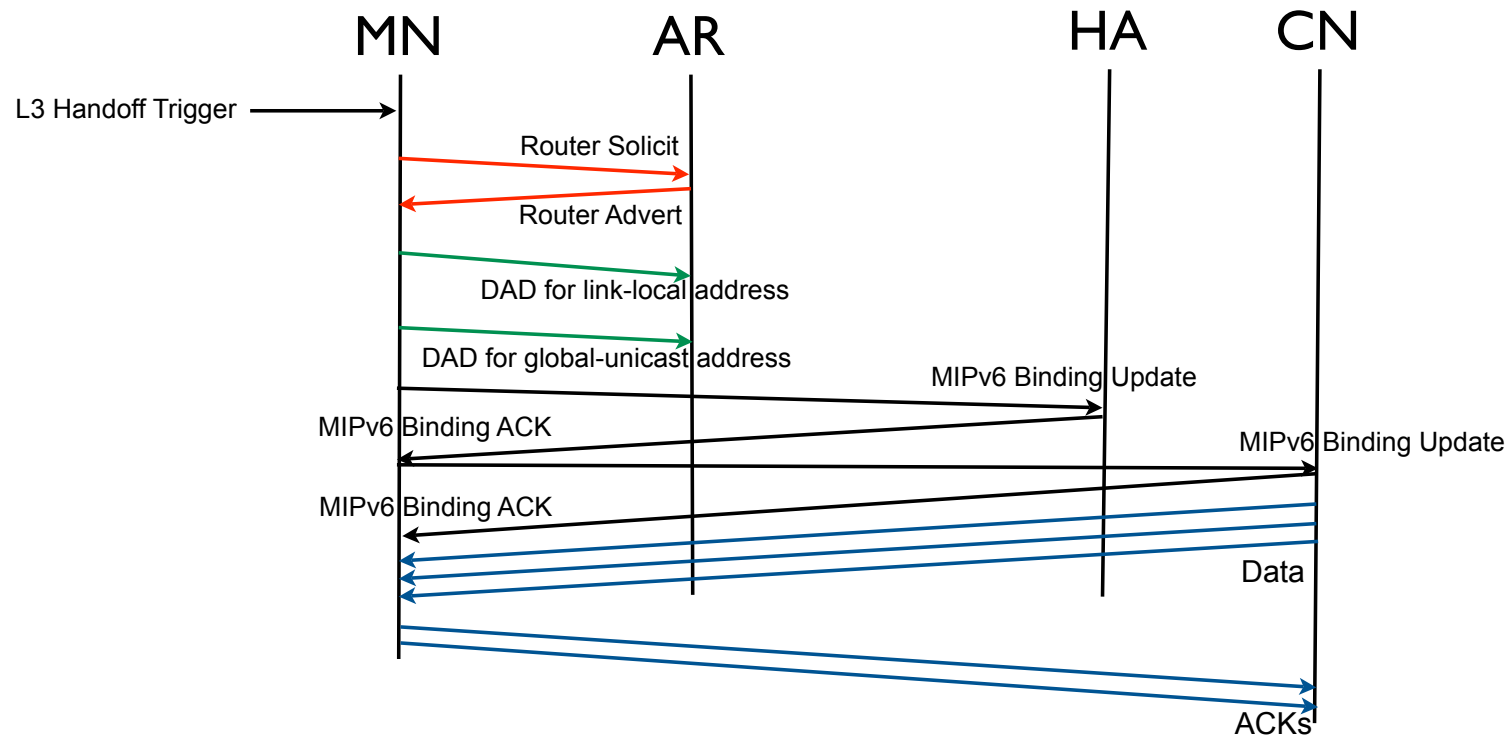 MN
AR
HA
CN
L3 Handoff Trigger
Router Solicit
Router Advert
DAD for link-local address
DAD for global-unicast address
MIPv6 Binding Update
MIPv6 Binding ACK
MIPv6 Binding Update
MIPv6 Binding ACK
Data
ACKs